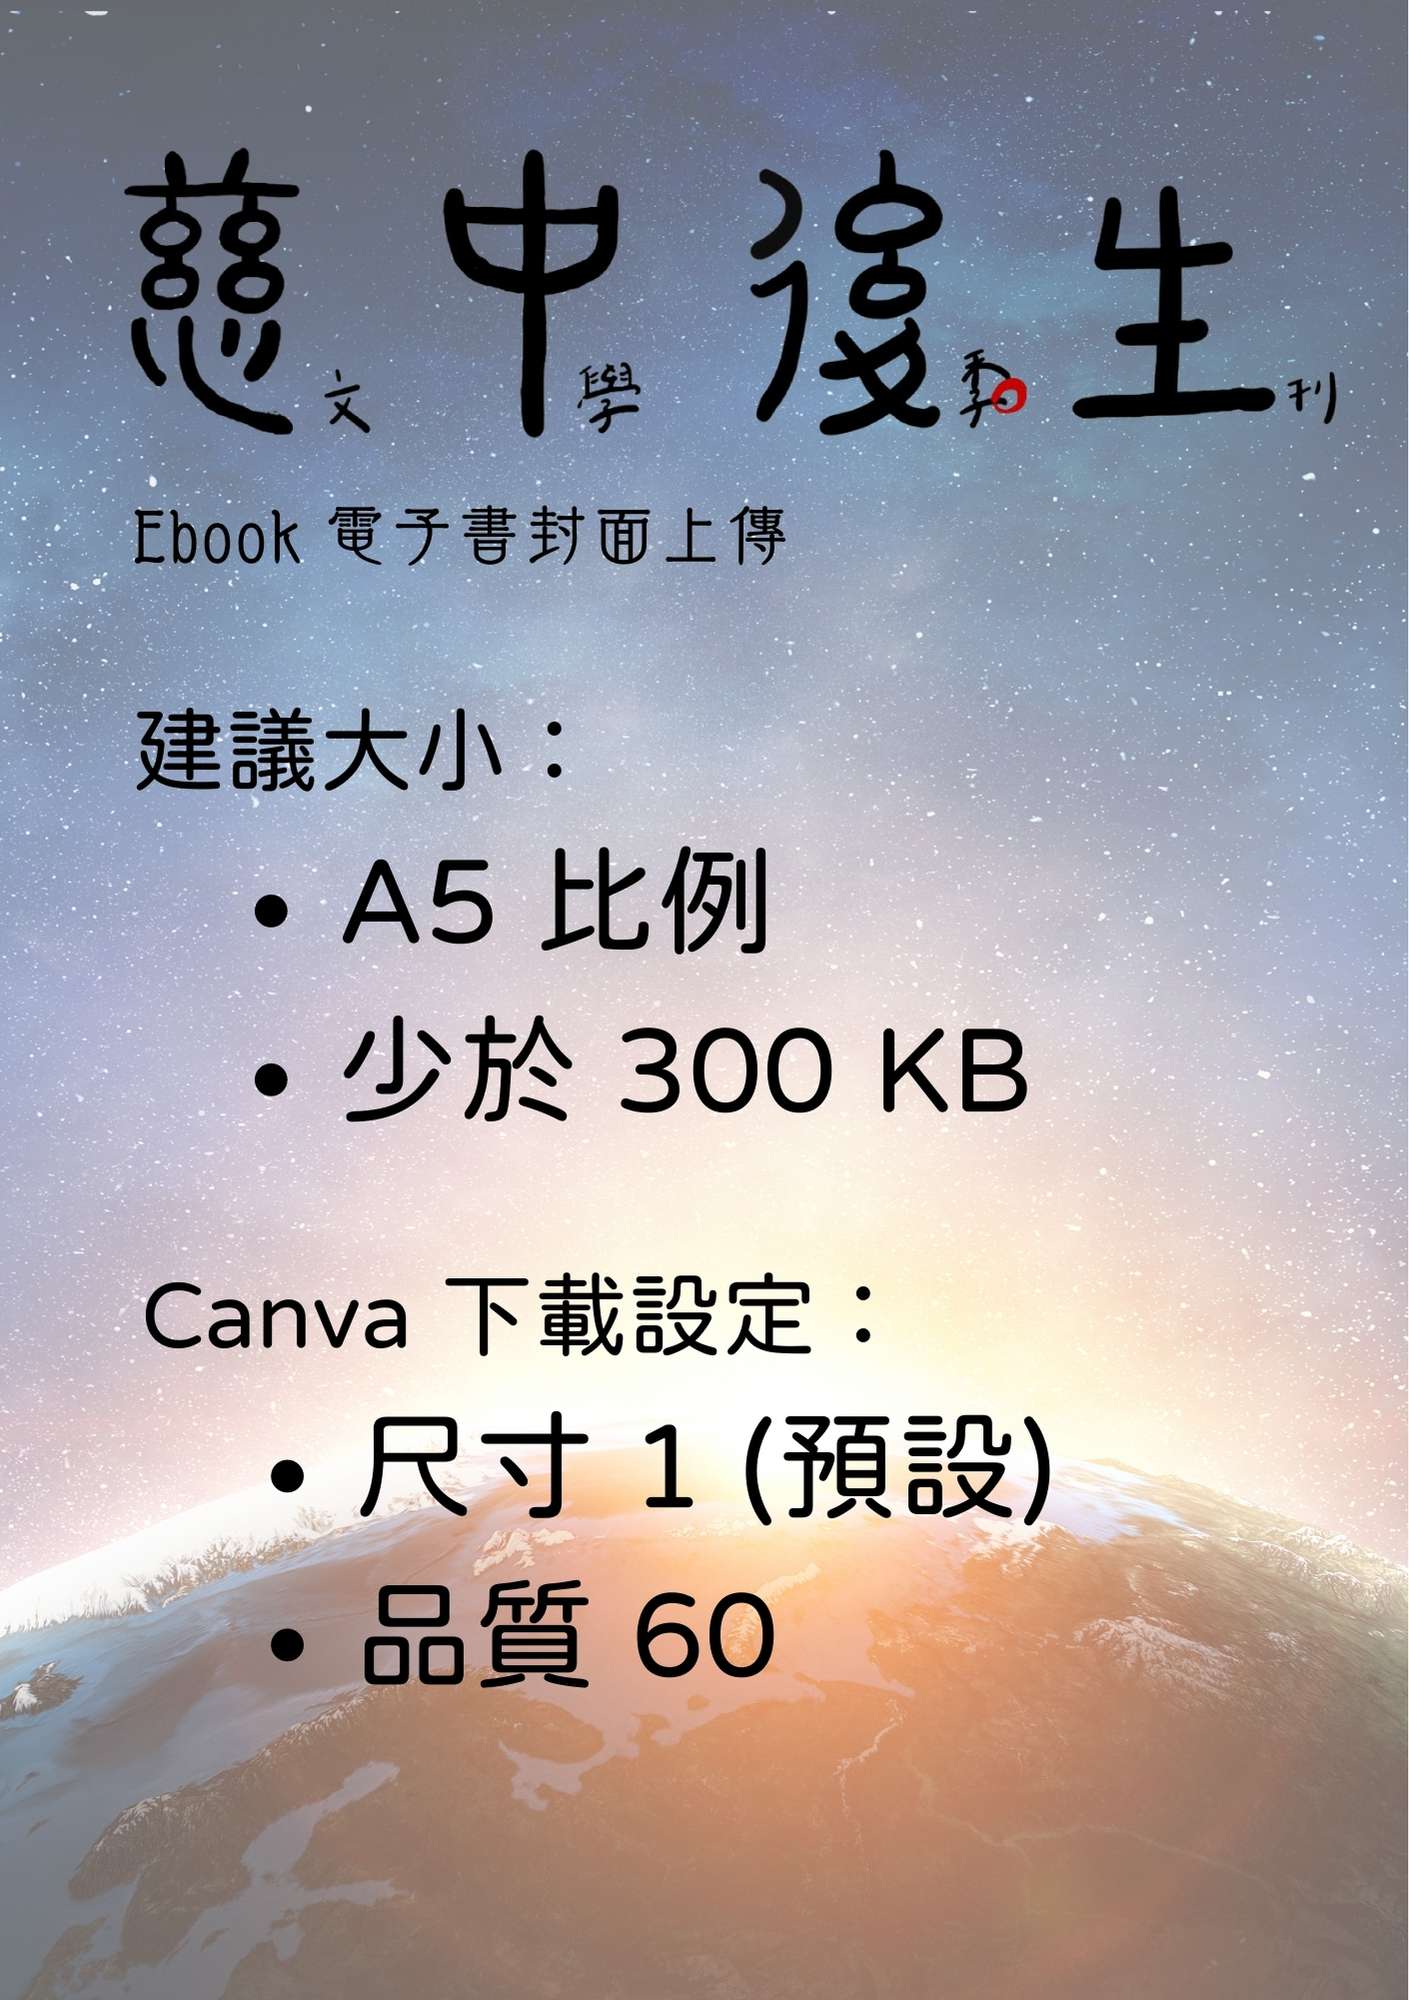 慈中後生
文學季刊
Ebook 電子書封面上傳
建議大小：
• A5 比例
• 少於 300 KB
Canva 下載設定：
• 尺寸 1 (預設)
• 品質 60